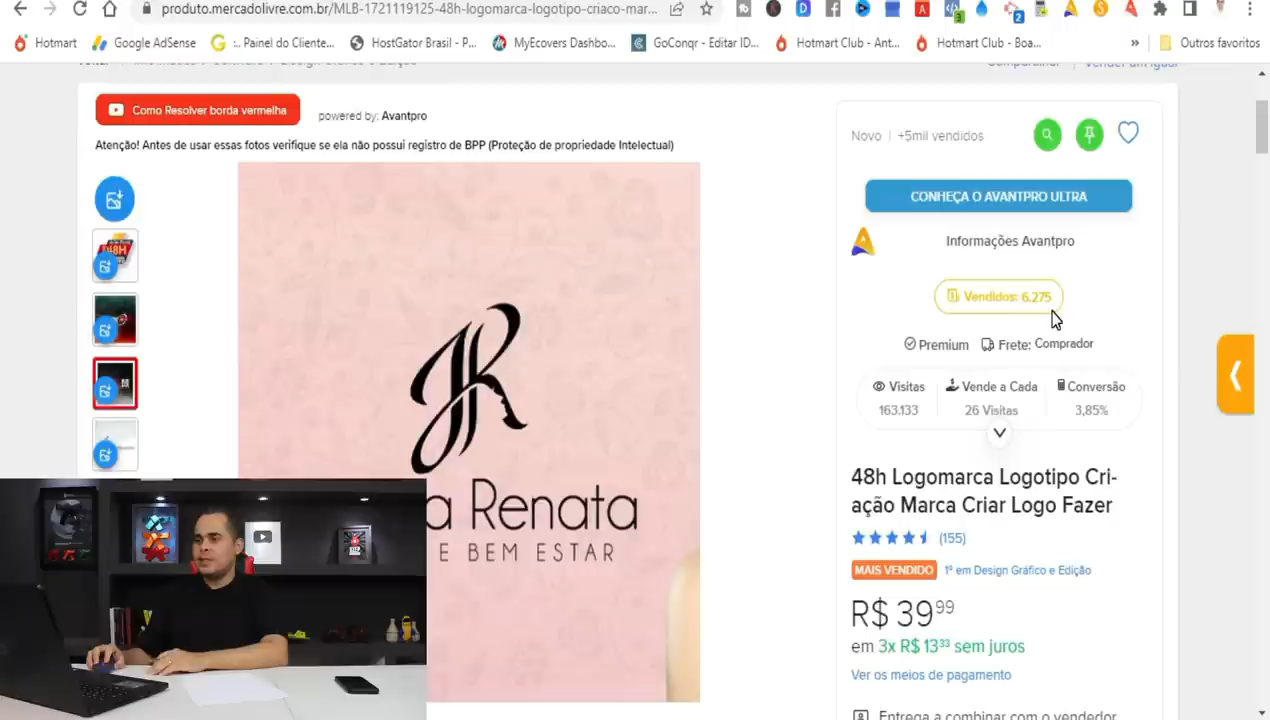 produto.mercadolivre.com.br/MLB-1721119125-48h-logomarca-logotipo-criaco-mar...
Hotmart
Google AdSense
:.. Painel do Cliente...
HostGator Brasil - P...
MyEcovers Dashbo...
GoConqr - Editar ID...
Hotmart Club - Ant...
Hotmart Club - Boa...
»
Outros favoritos
Como Resolver borda vermelha
powered by: Avantpro
Atenção! Antes de usar essas fotos verifique se ela não possui registro de BPP (Proteção de propriedade Intelectual)
48H
JR
a Renata
E BEM ESTAR
Novo | +5mil vendidos
CONHEÇA O AVANTPRO ULTRA
Informações Avantpro
Vendidos: 6.275
Premium
Frete: Comprador
Visitas
163.133
Vende a Cada
26 Visitas
Conversão
3,85%
48h Logomarca Logotipo Cri-
ação Marca Criar Logo Fazer
(155)
MAIS VENDIDO 1º em Design Gráfico e Edição
R$ 39 99
em 3x R$ 13 33 sem juros
Ver os meios de pagamento
Entrega a combinar com o vendedor